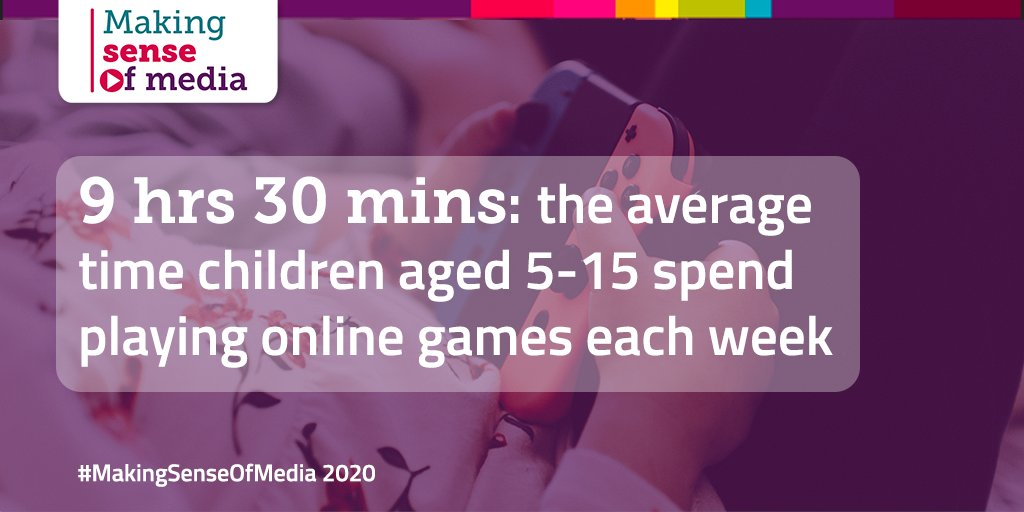 Making
sense
of media
9 hrs 30 mins: the average
time children aged 5-15 spend
playing online games each week
#MakingSenseOfMedia 2020